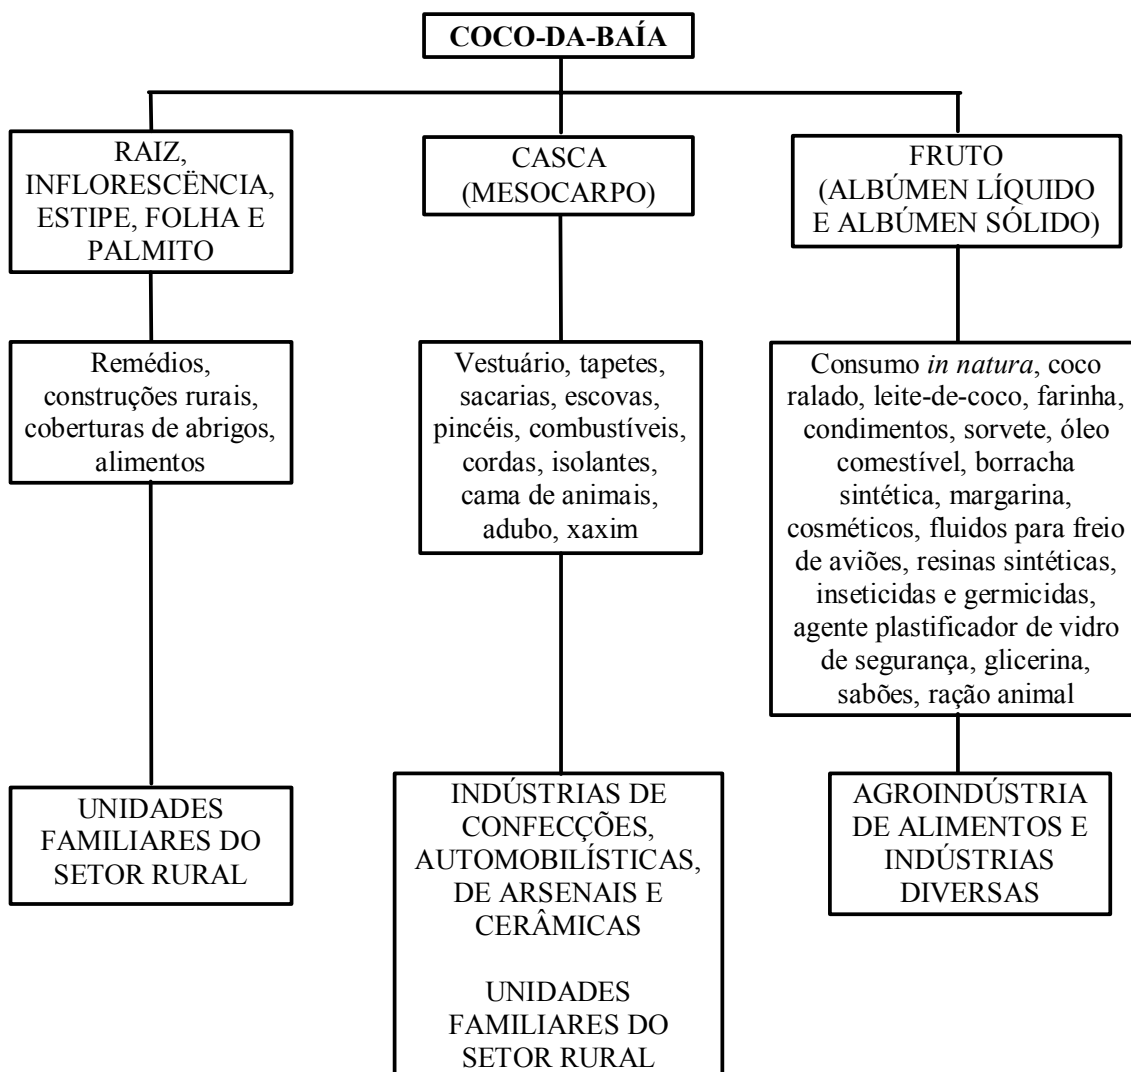 COCO-DA-BAÍA
RAIZ,
INFLORESCËNCIA,
ESTIPE, FOLHA E
PALMITO
CASCA
(MESOCARPO)
FRUTO
(ALBÚMEN LÍQUIDO
E ALBÚMEN SÓLIDO)
Remédios,
construções rurais,
coberturas de abrigos,
alimentos
Vestuário, tapetes,
sacarias, escovas,
pincéis, combustíveis,
cordas, isolantes,
cama de animais,
adubo, xaxim
Consumo in natura, coco
ralado, leite-de-coco, farinha,
condimentos, sorvete, óleo
comestível, borracha
sintética, margarina,
cosméticos, fluidos para freio
de aviões, resinas sintéticas,
inseticidas e germicidas,
agente plastificador de vidro
de segurança, glicerina,
sabões, ração animal
UNIDADES
FAMILIARES DO
SETOR RURAL
INDÚSTRIAS DE
CONFECÇÕES,
AUTOMOBILÍSTICAS,
DE ARSENAIS E
CERÂMICAS
UNIDADES
FAMILIARES DO
SETOR RURAL
AGROINDÚSTRIA
DE ALIMENTOS E
INDÚSTRIAS
DIVERSAS